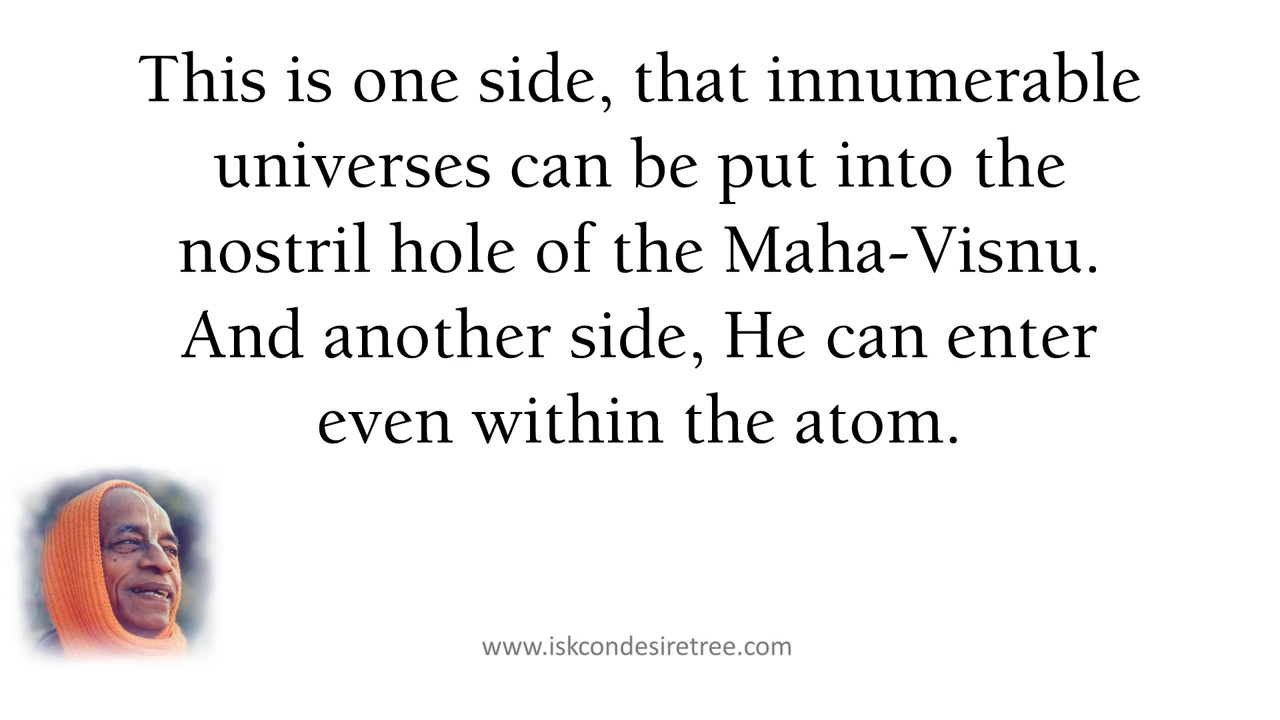 This is one side, that innumerable
universes can be put into the
nostril hole of the Maha-Visnu.
And another side, He can enter
even within the atom.
www.iskcondesiretree.com